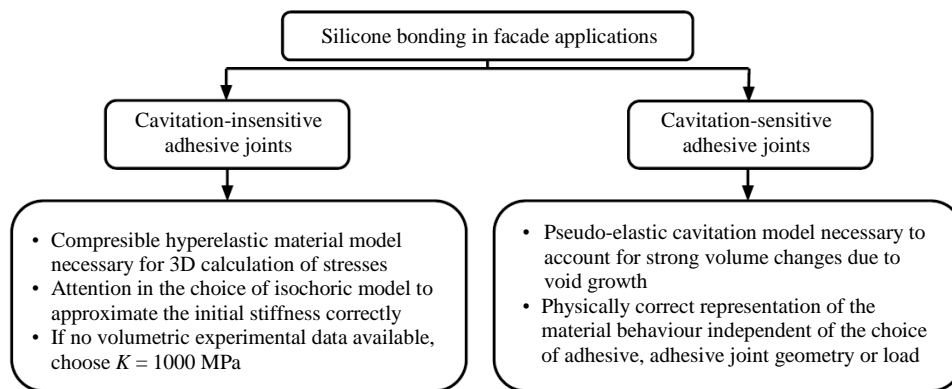 Silicone bonding in facade applications
Cavitation-insensitive
adhesive joints
Cavitation-sensitive
adhesive joints
• Compresible hyperelastic material model
necessary for 3D calculation of stresses
• Attention in the choice of isochoric model to
approximate the initial stiffness correctly
• If no volumetric experimental data available,
choose K = 1000 MPa
• Pseudo-elastic cavitation model necessary to
account for strong volume changes due to
void growth
• Physically correct representation of the
material behaviour independent of the choice
of adhesive, adhesive joint geometry or load